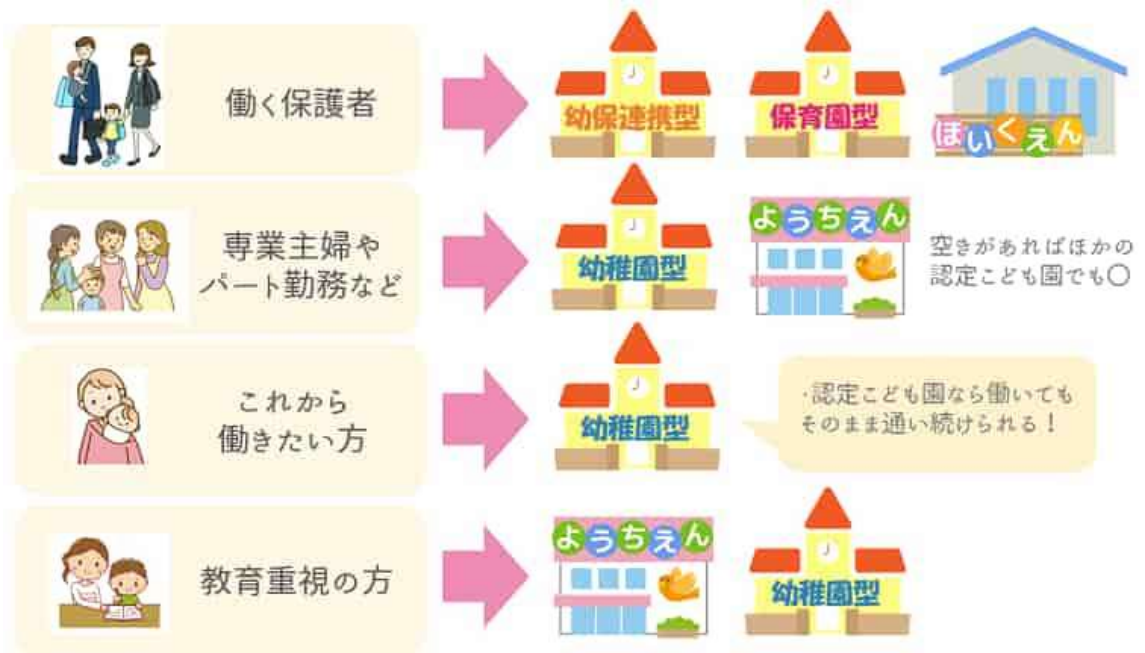 働く保護者
幼保連携型
保育園型
ほいくえん
専業主婦や
パート勤務など
幼稚園型
ようちえん
空きがあればほかの
認定こども園でも〇
これから
働きたい方
幼稚園型
·認定こども園なら働いても
そのまま通い続けられる！
教育重視の方
ようちえん
幼稚園型